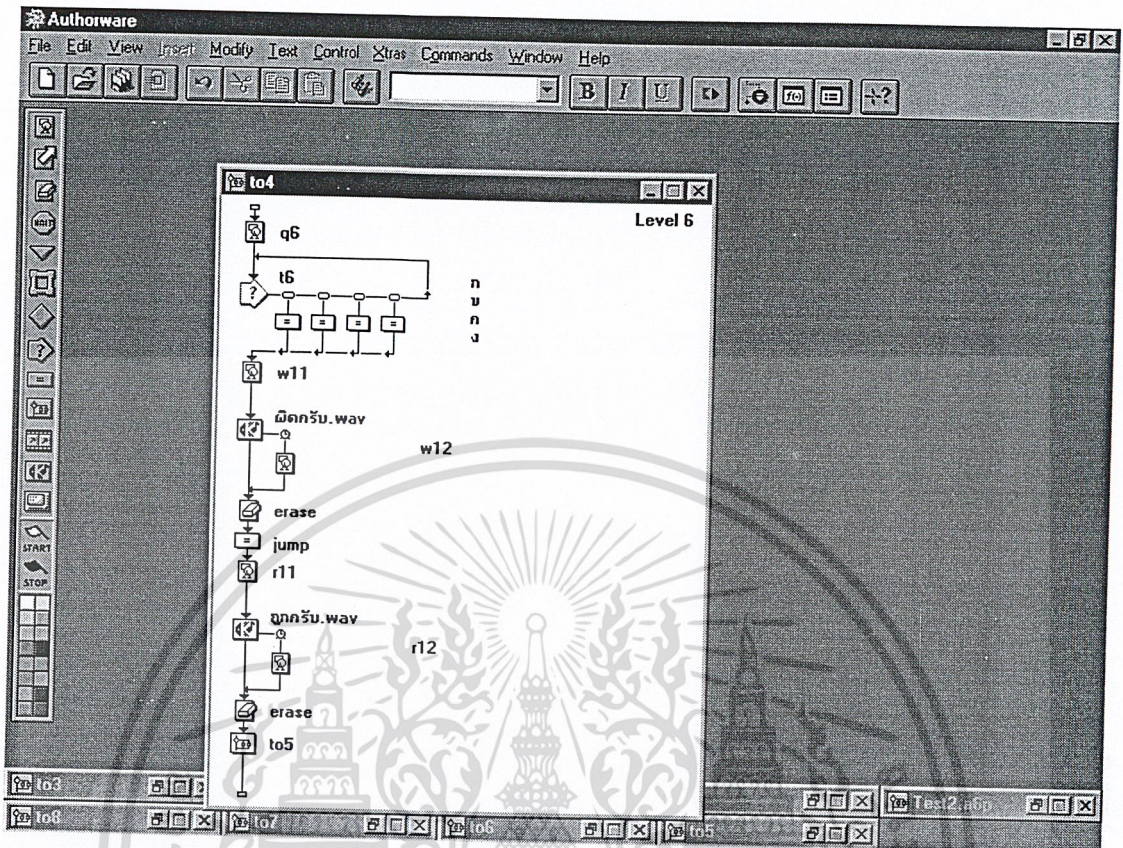 Authorware
File Edit View Insert Modify Text Control Xtras Commands Window Help
B I U
to4
Level 6
q6
t6
ก
ข
ค
ง
w11
ผิดครับ.wav
w12
erase
jump
r11
ถูกครับ.wav
r12
erase
to5
WAIT
START
STOP
to3
Test2.a6p
to8
to7
to6
to5